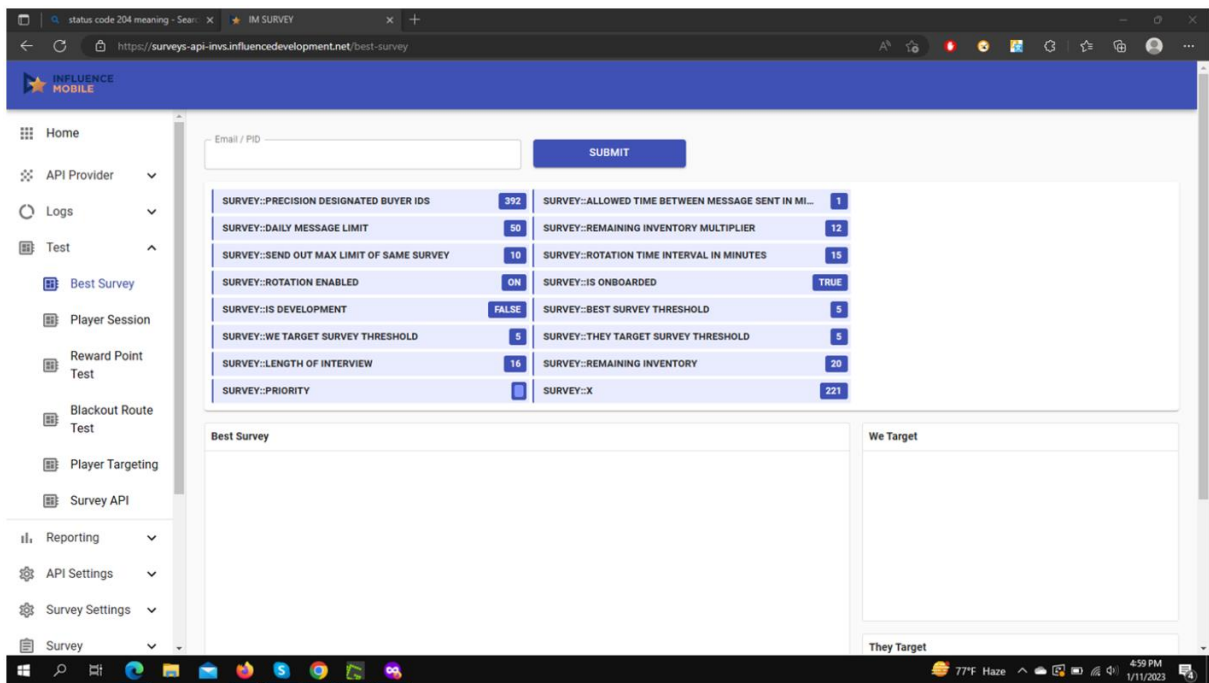 status code 204 meaning - Searc
IM SURVEY
https://surveys-api-invs.influencedevelopment.net/best-survey
INFLUENCE
MOBILE
Home
API Provider
Logs
Test
Best Survey
Player Session
Reward Point
Test
Blackout Route
Test
Player Targeting
Survey API
Reporting
API Settings
Survey Settings
Survey
Email / PID
SUBMIT
SURVEY::PRECISION DESIGNATED BUYER IDS 392 SURVEY::ALLOWED TIME BETWEEN MESSAGE SENT IN MI... 1
SURVEY::DAILY MESSAGE LIMIT 50 SURVEY::REMAINING INVENTORY MULTIPLIER 12
SURVEY::SEND OUT MAX LIMIT OF SAME SURVEY 10 SURVEY::ROTATION TIME INTERVAL IN MINUTES 15
SURVEY::ROTATION ENABLED ON SURVEY::IS ONBOARDED TRUE
SURVEY::IS DEVELOPMENT FALSE SURVEY::BEST SURVEY THRESHOLD 5
SURVEY::WE TARGET SURVEY THRESHOLD 5 SURVEY::THEY TARGET SURVEY THRESHOLD 5
SURVEY::LENGTH OF INTERVIEW 16 SURVEY::REMAINING INVENTORY 20
SURVEY::PRIORITY SURVEY::X 221
Best Survey
We Target
They Target
77°F Haze
4:59 PM
1/11/2023